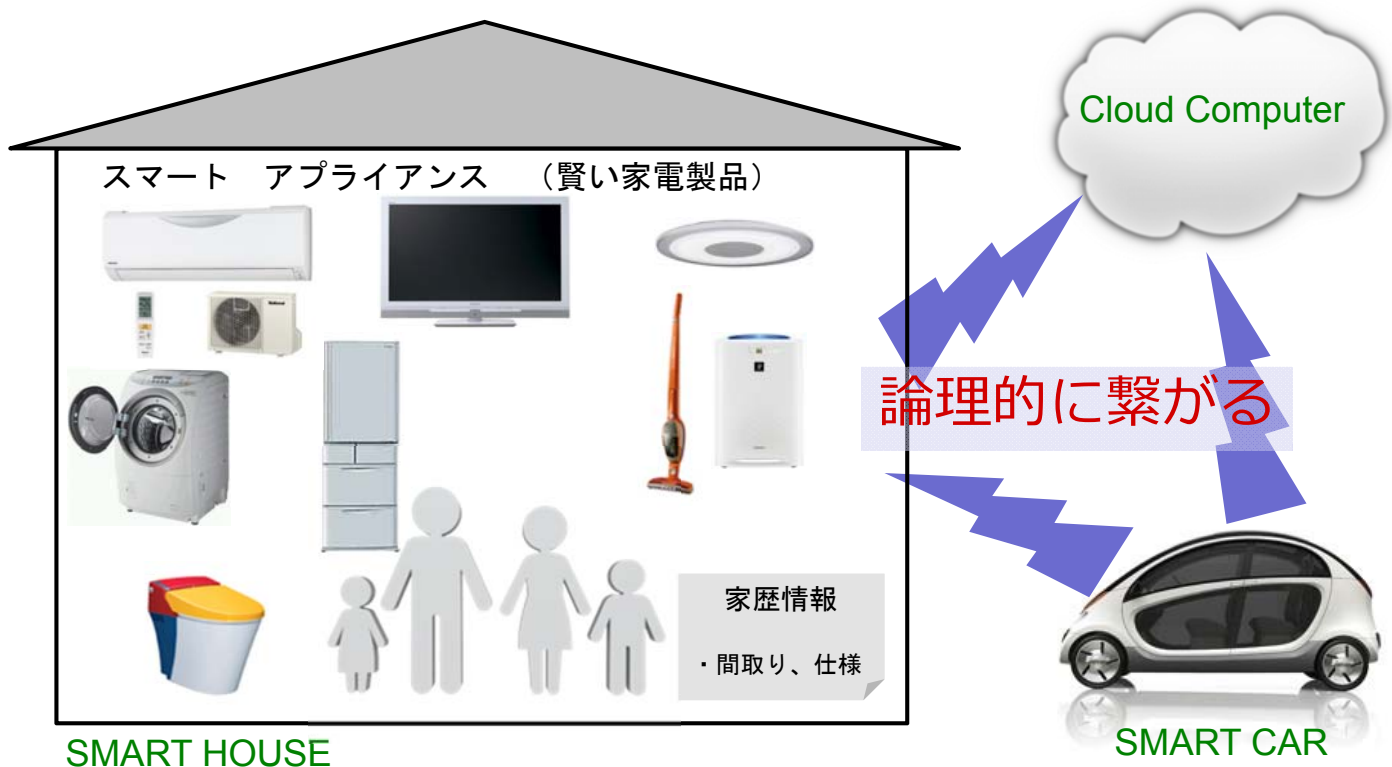 Cloud Computer
スマート　アプライアンス　（賢い家電製品）
National
論理的に繋がる
家歴情報
・間取り、仕様
SMART HOUSE
SMART CAR